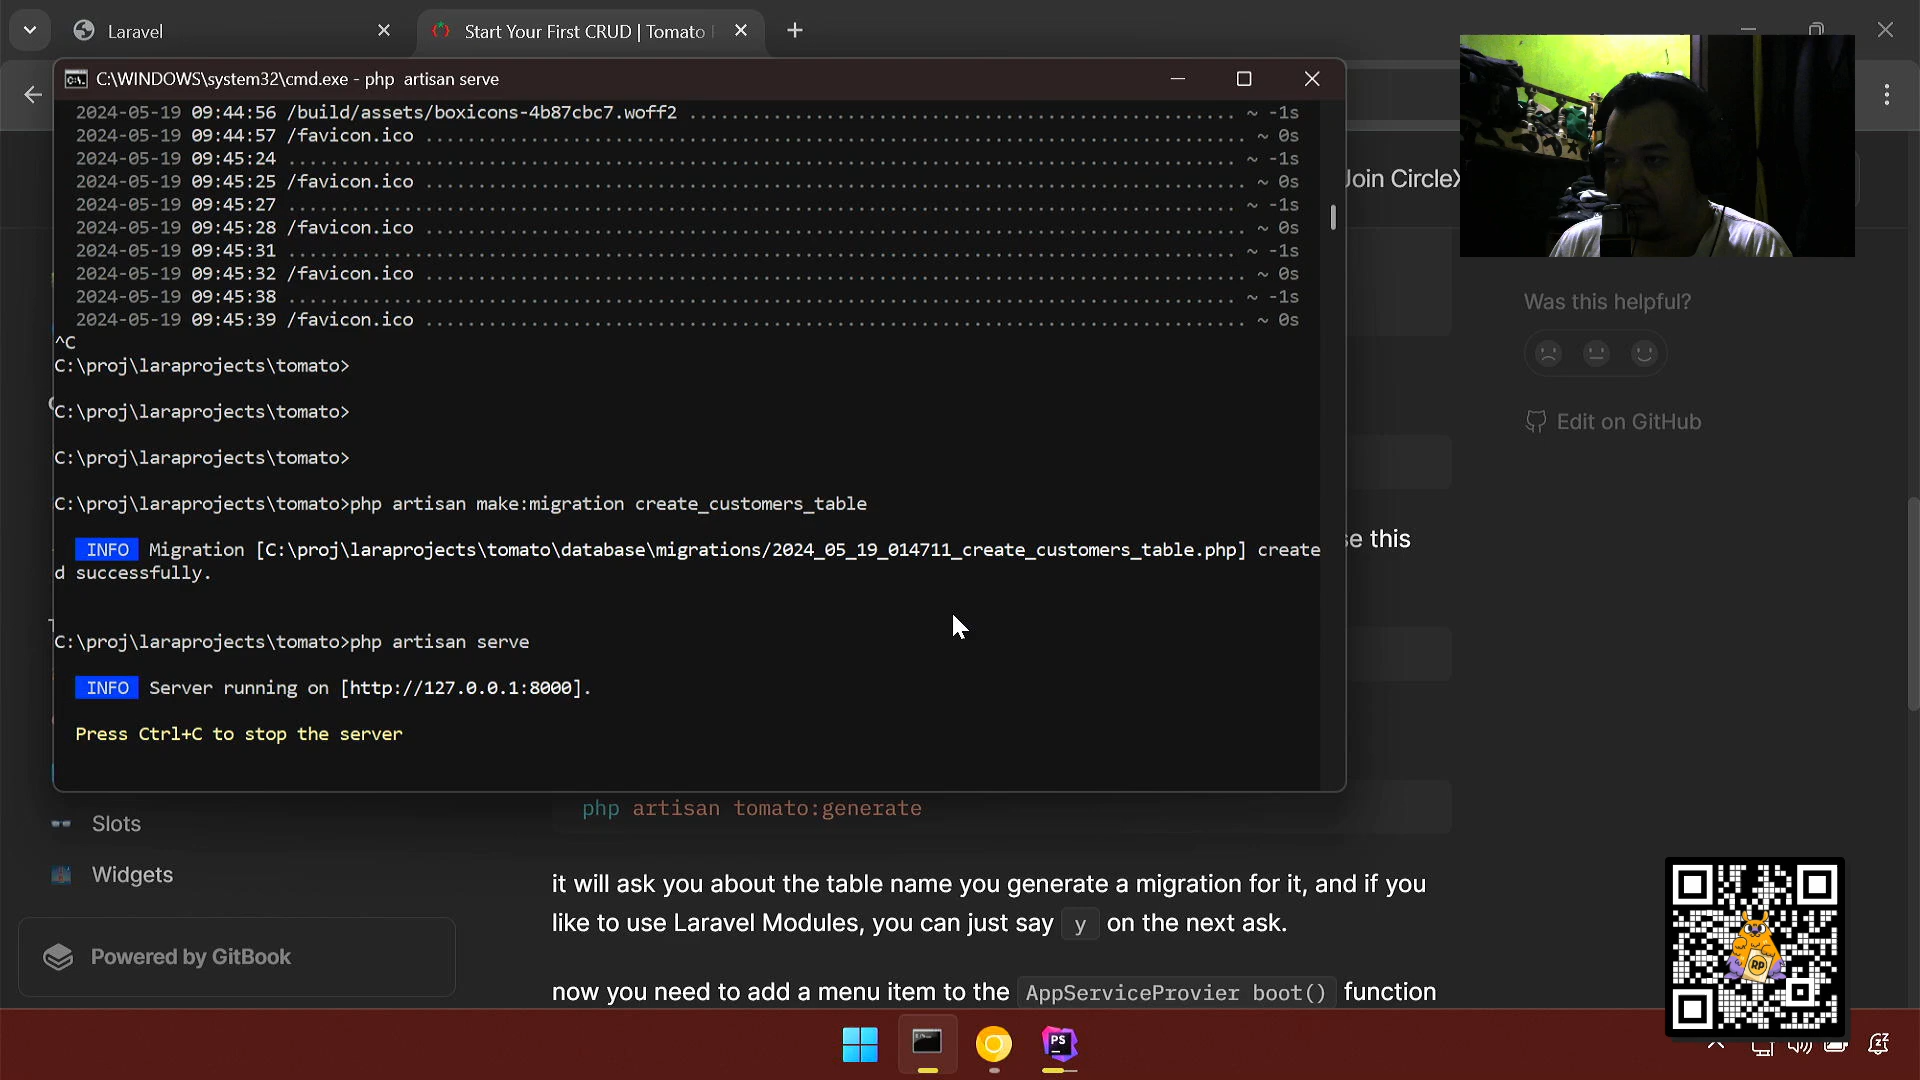 Laravel
Start Your First CRUD | Tomato
C:\WINDOWS\system32\cmd.exe - php  artisan serve
2024-05-19 09:44:56 /build/assets/boxicons-4b87cbc7.woff2 ~ -1s
2024-05-19 09:44:57 /favicon.ico ~ 0s
2024-05-19 09:45:24 ~ -1s
2024-05-19 09:45:25 /favicon.ico ~ 0s
2024-05-19 09:45:27 ~ -1s
2024-05-19 09:45:28 /favicon.ico ~ 0s
2024-05-19 09:45:31 ~ -1s
2024-05-19 09:45:32 /favicon.ico ~ 0s
2024-05-19 09:45:38 ~ -1s
2024-05-19 09:45:39 /favicon.ico ~ 0s
^C
C:\proj\laraprojects\tomato>
C:\proj\laraprojects\tomato>
C:\proj\laraprojects\tomato>
C:\proj\laraprojects\tomato>php artisan make:migration create_customers_table
INFO Migration [C:\proj\laraprojects\tomato\database\migrations/2024_05_19_014711_create_customers_table.php] create
d successfully.
C:\proj\laraprojects\tomato>php artisan serve
INFO Server running on [http://127.0.0.1:8000].
Press Ctrl+C to stop the server
Join CircleX
Was this helpful?
Edit on GitHub
se this
Slots
Widgets
Powered by GitBook
php artisan tomato:generate
it will ask you about the table name you generate a migration for it, and if you
like to use Laravel Modules, you can just say y on the next ask.
now you need to add a menu item to the AppServiceProvier boot() function
RP
PS